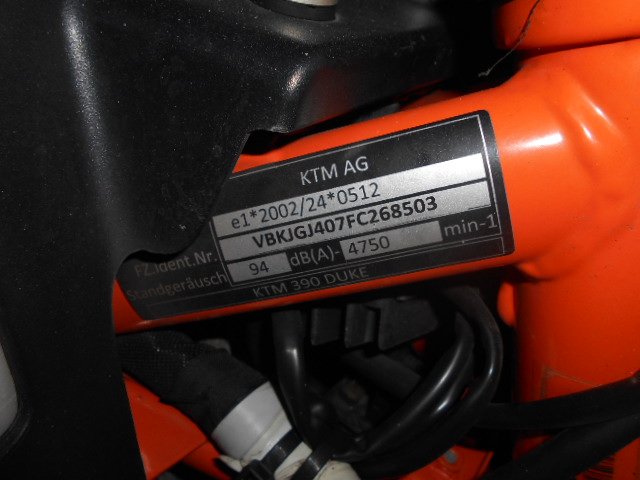 KTM AG
e1*2002/24*0512
FZ.Ident.Nr. VBKJGJ407FC268503
Standgeräusch 94 dB(A)- 4750 min-1
KTM 390 DUKE